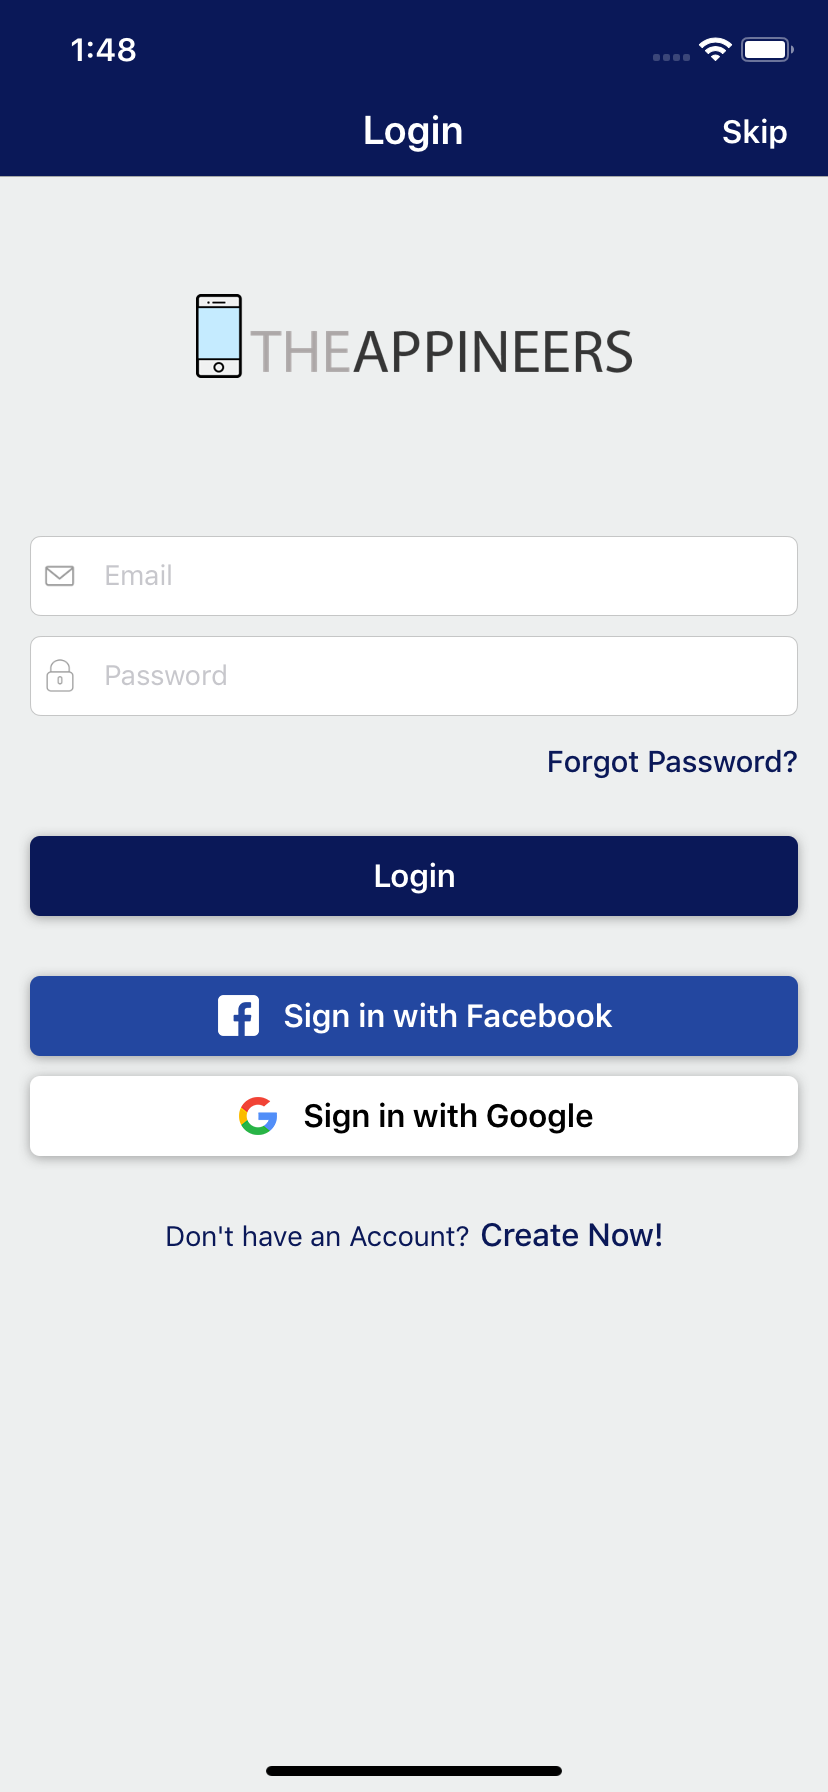 1:48
Login
Skip
THEAPPINEERS
Email
Password
Forgot Password?
Login
Sign in with Facebook
Sign in with Google
Don't have an Account? Create Now!